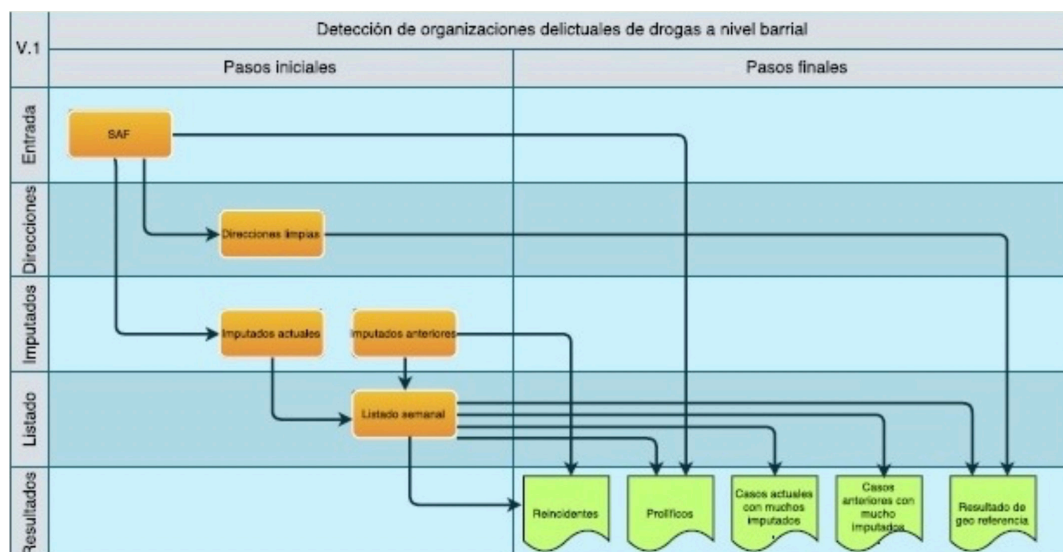 V.1
Detección de organizaciones delictuales de drogas a nivel barrial
Pasos iniciales
Pasos finales
Entrada
SAF
Direcciones
Direcciones limpias
Imputados
Imputados actuales
Imputados anteriores
Listado
Listado semanal
Resultados
Reincidentes
Prolíficos
Casos actuales
con muchos
imputados
Casos
anteriores con
mucho
imputados
Resultado de
geo referencia